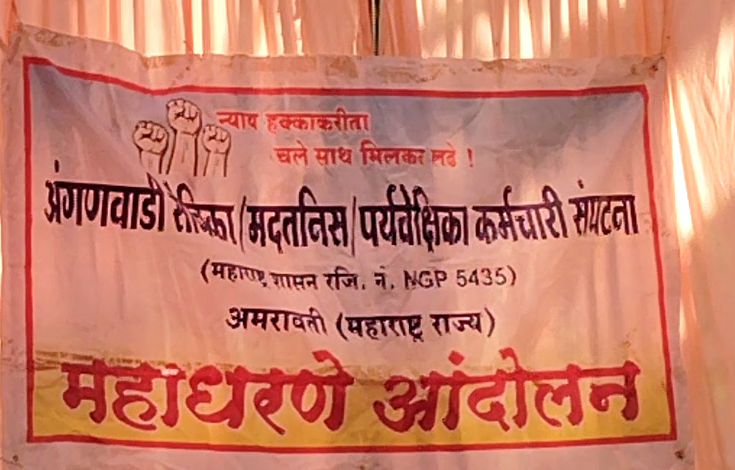 न्याय हक्काकरीता
चले साथ मिलकर लढे !
अंगणवाडी सेविका/मदतनिस/पर्यवेक्षिका कर्मचारी संघटना
(महाराष्ट्र शासन रजि. नं. NGP 5435)
अमरावती (महाराष्ट्र राज्य)
महाधरणे आंदोलन